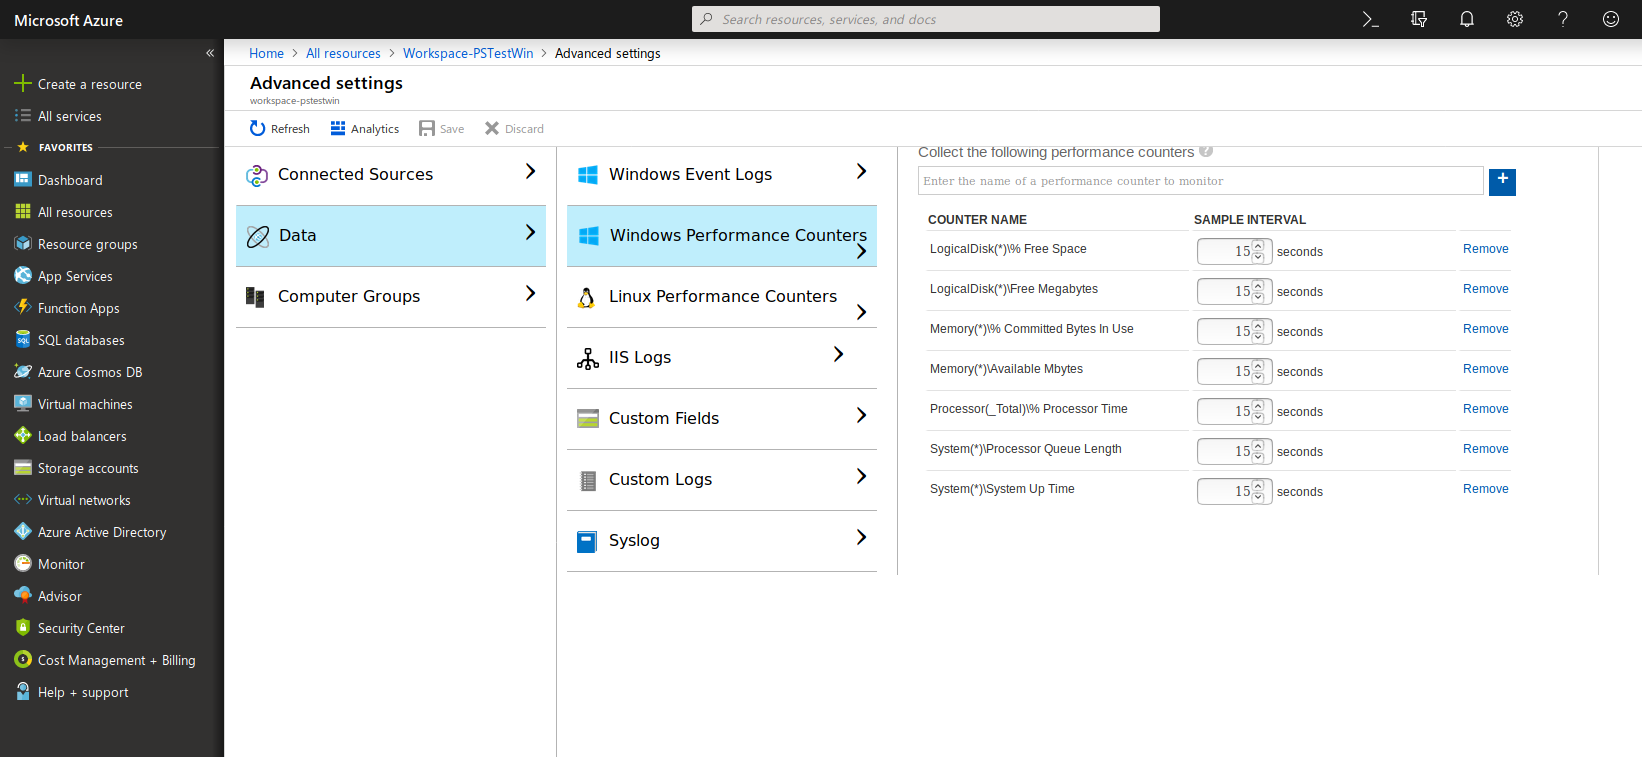 Microsoft Azure
Search resources, services, and docs
«
Create a resource
All services
FAVORITES
Dashboard
All resources
Resource groups
App Services
Function Apps
SQL databases
Azure Cosmos DB
Virtual machines
Load balancers
Storage accounts
Virtual networks
Azure Active Directory
Monitor
Advisor
Security Center
Cost Management + Billing
Help + support
Home > All resources > Workspace-PSTestWin > Advanced settings
Advanced settings
workspace-pstestwin
Refresh Analytics Save Discard
Connected Sources
Data
Computer Groups
Windows Event Logs
Windows Performance Counters
Linux Performance Counters
IIS Logs
Custom Fields
Custom Logs
Syslog
Collect the following performance counters ?
Enter the name of a performance counter to monitor +
COUNTER NAME SAMPLE INTERVAL
LogicalDisk(*)\% Free Space 15 seconds Remove
LogicalDisk(*)\Free Megabytes 15 seconds Remove
Memory(*)\% Committed Bytes In Use 15 seconds Remove
Memory(*)\Available Mbytes 15 seconds Remove
Processor(_Total)\% Processor Time 15 seconds Remove
System(*)\Processor Queue Length 15 seconds Remove
System(*)\System Up Time 15 seconds Remove